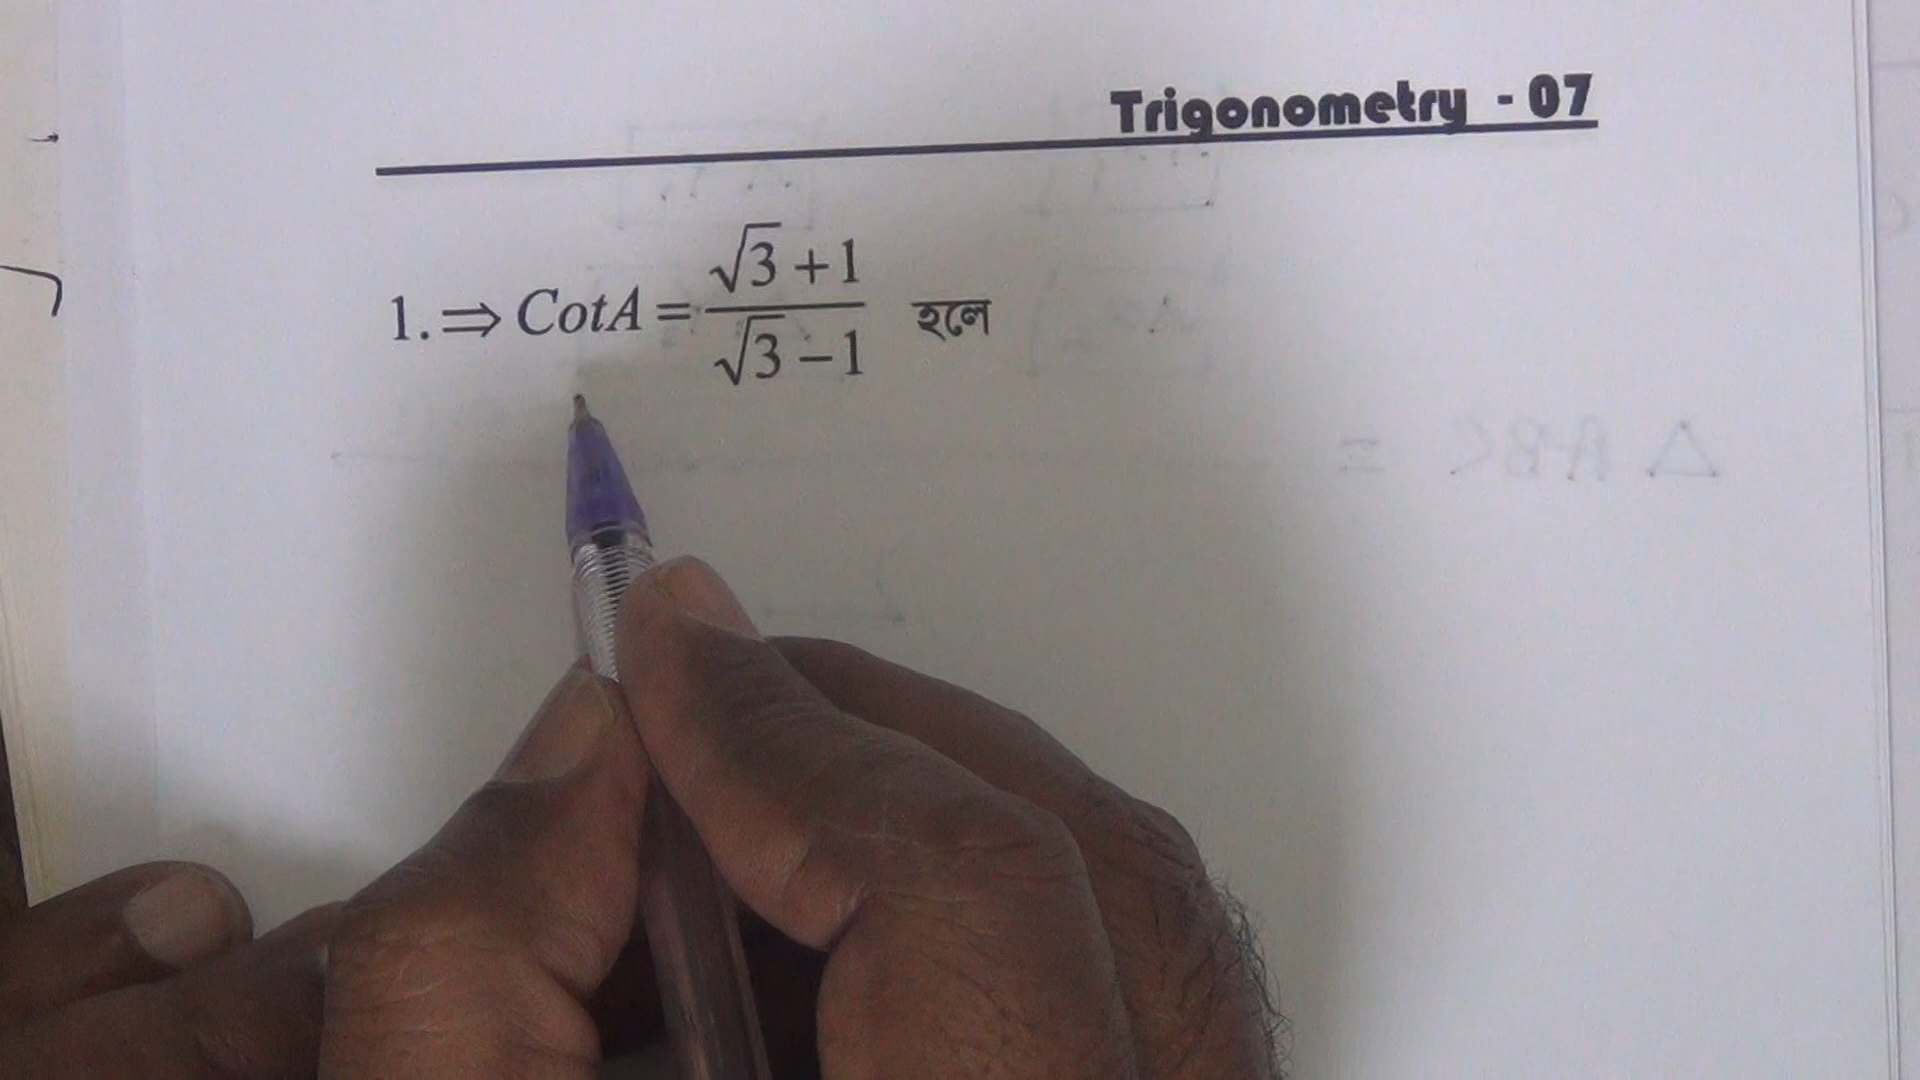 Trigonometry - 07
1. ⇒ CotA = (√3 + 1) / (√3 − 1) হলে